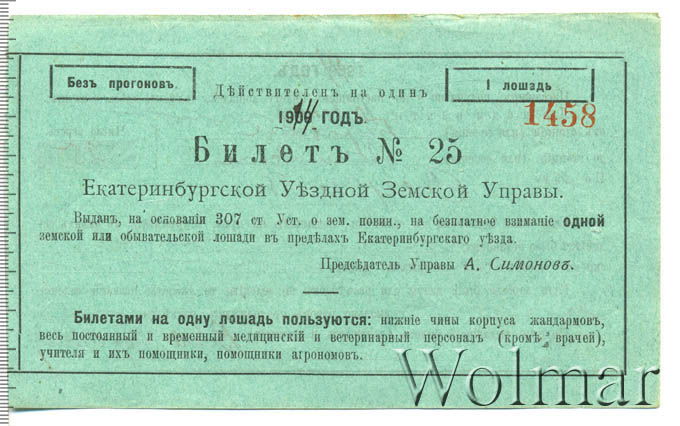 Безъ прогоновъ.
Дѣйствителен на один
1 лошадь
19 годъ.
1458
Билетъ № 25
Екатеринбургской Уѣздной Земской Управы.
Выданъ, на основаніи 307 ст Уст. о зем. повин., на безплатное взиманіе одной
земской или обывательской лошади въ предѣлахъ Екатеринбургскаго уѣзда.
Предсѣдатель Управы А. Симоновъ.
Билетами на одну лошадь пользуются: нижніе чины корпуса жандармовъ,
весь постоянный и временный медицинскій и ветеринарный персоналъ (кромѣ врачей),
учителя и ихъ помощники, помощники агрономовъ.
Wolmar